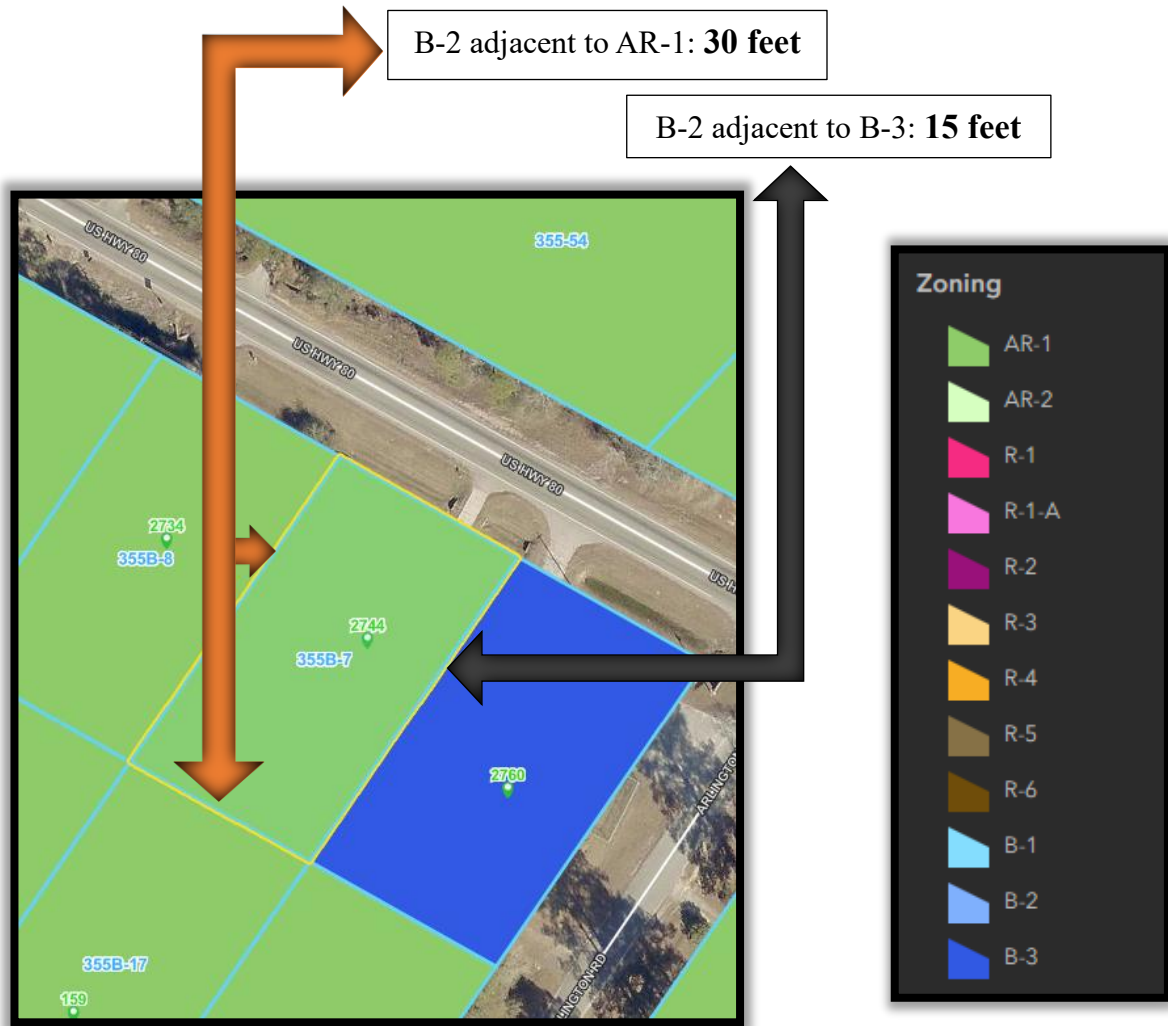 B-2 adjacent to AR-1: 30 feet
B-2 adjacent to B-3: 15 feet
355-54
US HWY 80
US HWY 80
US HWY 80
2734
355B-8
2744
355B-7
2760
355B-17
159
Zoning
AR-1
AR-2
R-1
R-1-A
R-2
R-3
R-4
R-5
R-6
B-1
B-2
B-3